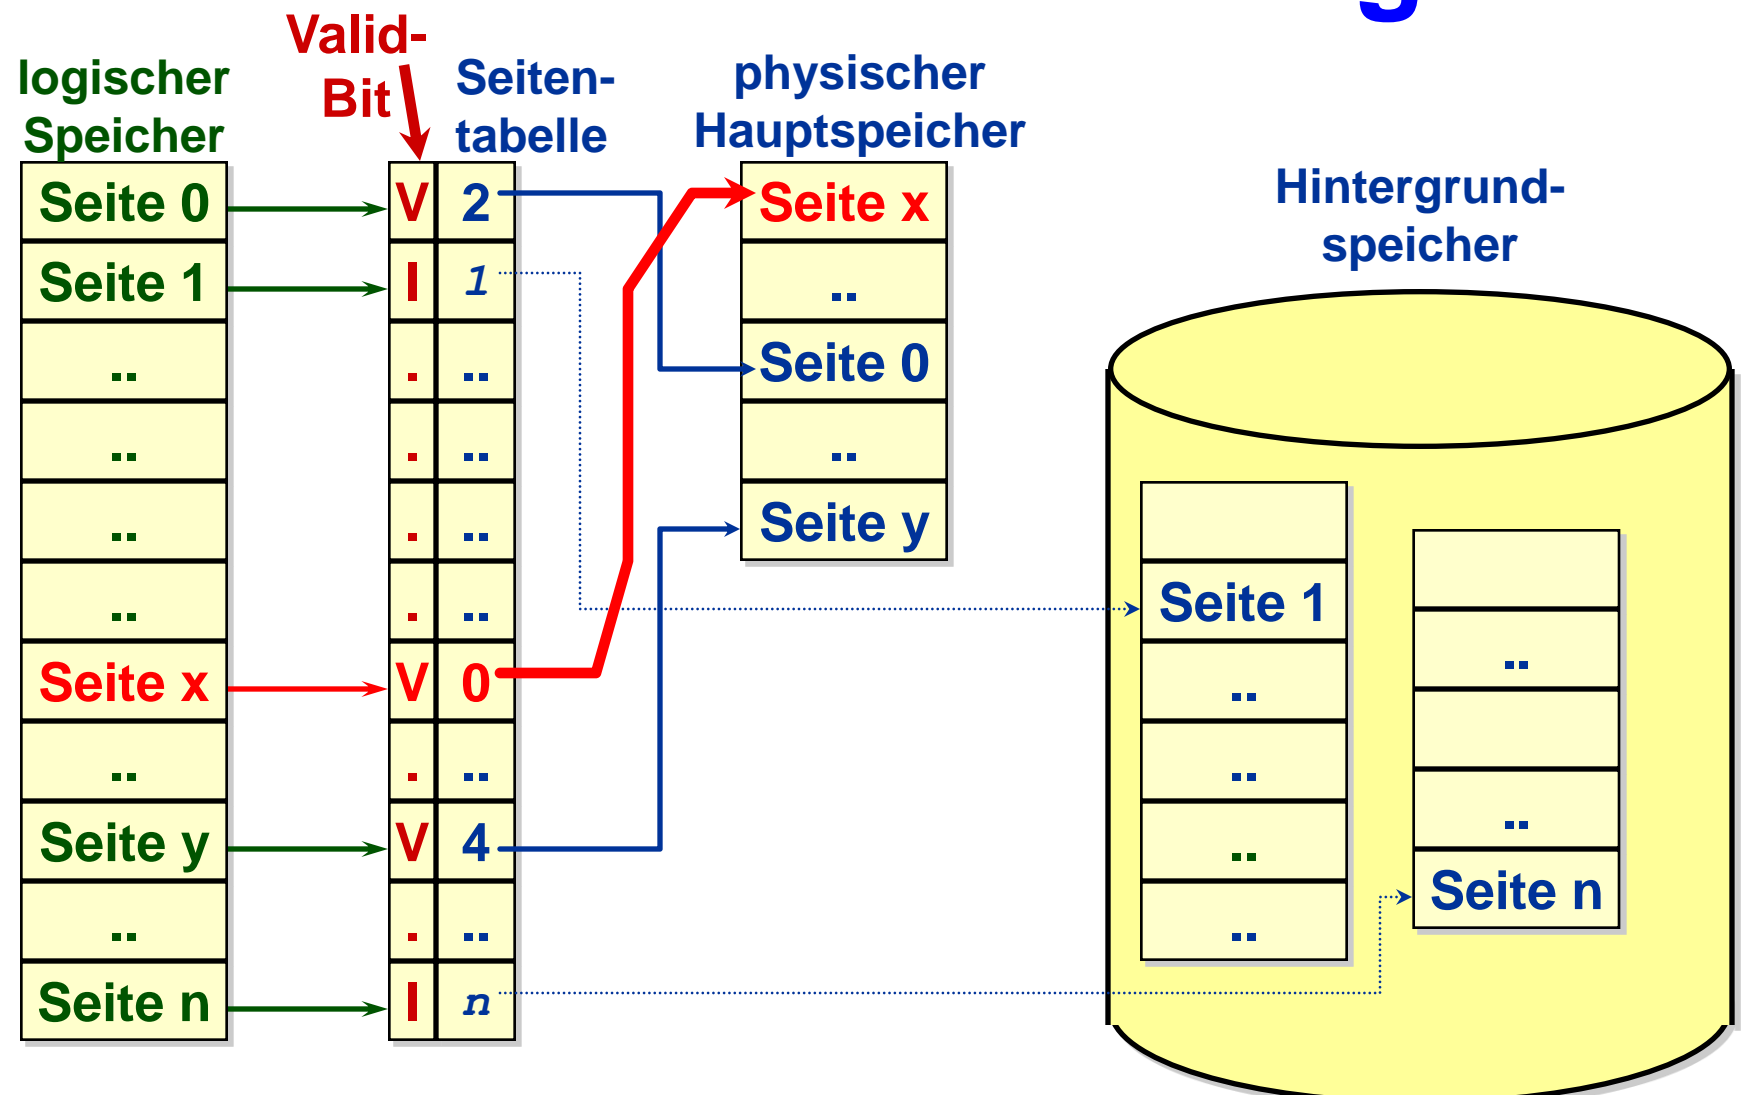 g
Valid-
Bit
logischer
Speicher
Seiten-
tabelle
physischer
Hauptspeicher
Hintergrund-
speicher
Seite 0
Seite 1
..
..
..
..
Seite x
..
Seite y
..
Seite n
V 2
I 1
. ..
. ..
. ..
. ..
V 0
. ..
V 4
. ..
I n
Seite x
..
Seite 0
..
Seite y
Seite 1
..
..
..
..
..
..
Seite n